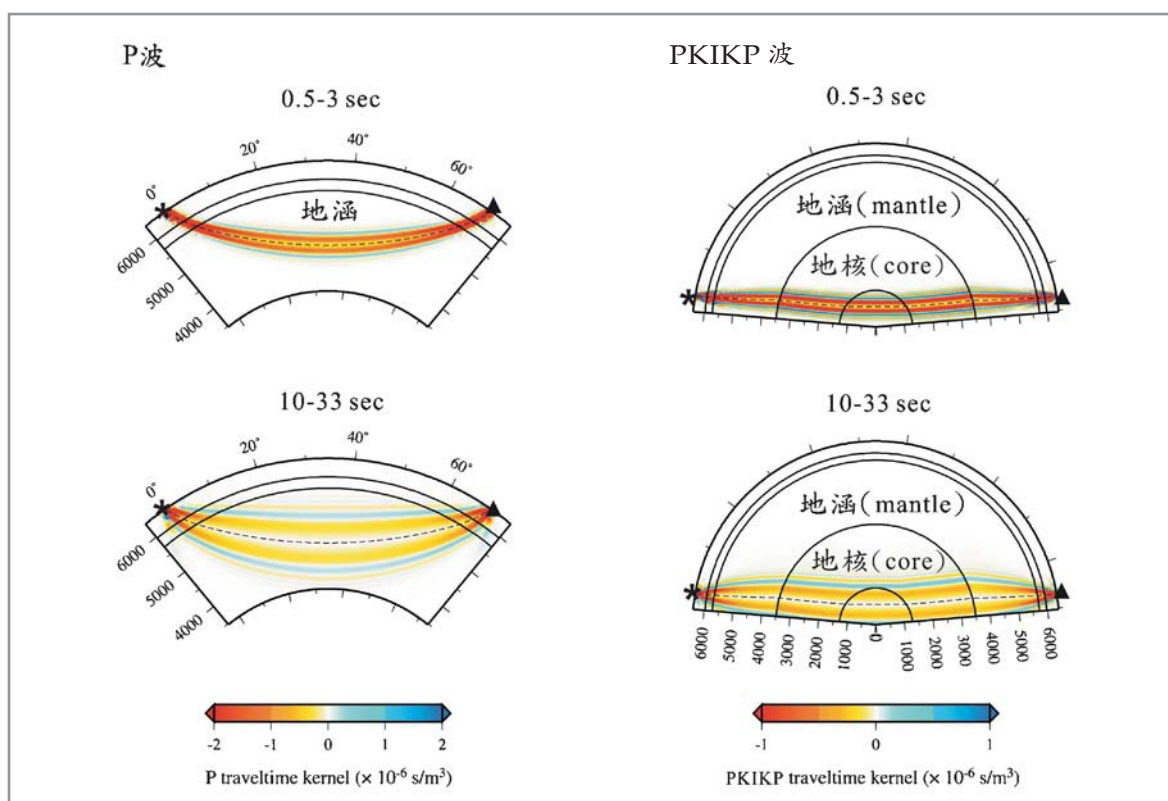 P波
0.5-3 sec
0°
20°
40°
60°
地涵
6000
5000
4000
10-33 sec
0°
20°
40°
60°
6000
5000
4000
-2 -1 0 1 2
P traveltime kernel (× 10⁻⁶ s/m³)
PKIKP 波
0.5-3 sec
地涵(mantle)
地核(core)
10-33 sec
地涵(mantle)
地核(core)
6000 5000 4000 3000 2000 1000 0 1000 2000 3000 4000 5000 6000
-1 0 1
PKIKP traveltime kernel (× 10⁻⁶ s/m³)